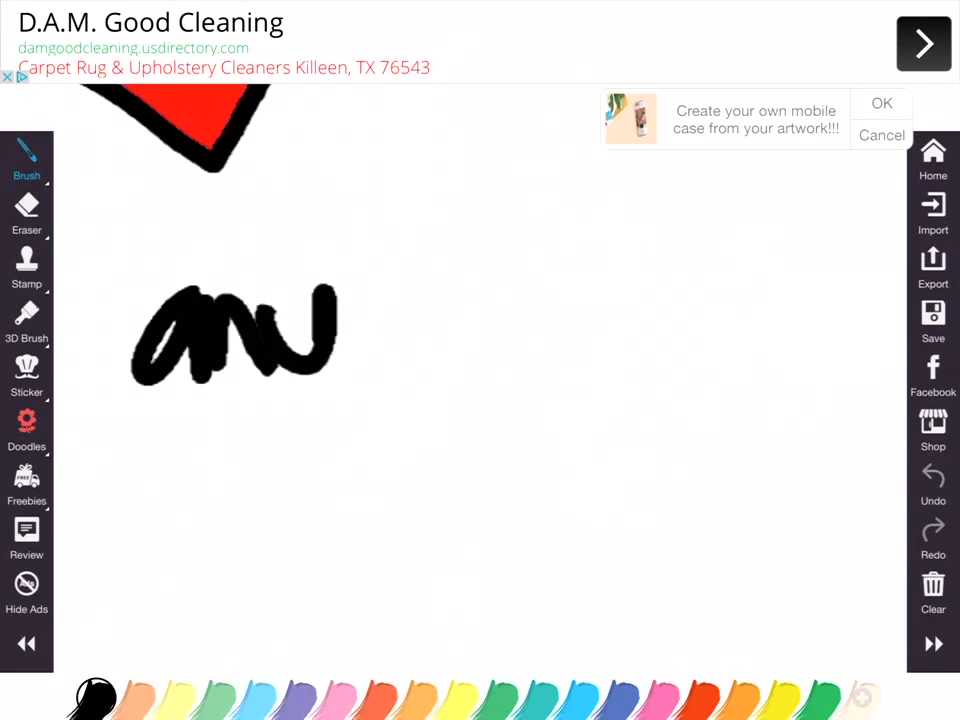 D.A.M. Good Cleaning
damgoodcleaning.usdirectory.com
Carpet Rug & Upholstery Cleaners Killeen, TX 76543
Create your own mobile
case from your artwork!!!
OK
Cancel
Brush
Eraser
Stamp
3D Brush
Sticker
Doodles
FREE
Freebies
Review
Ads
Hide Ads
Home
Import
Export
Save
Facebook
Shop
Undo
Redo
Clear